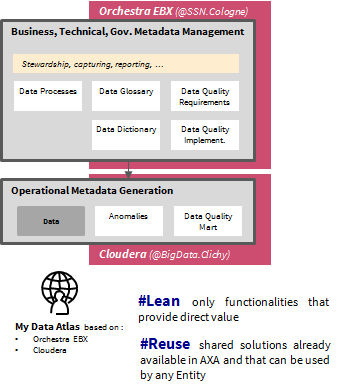 Orchestra EBX (@SSN.Cologne)
Business, Technical, Gov. Metadata Management
Stewardship, capturing, reporting, …
Data Processes
Data Glossary
Data Quality
Requirements
Data Dictionary
Data Quality
Implement.
Operational Metadata Generation
Data
Anomalies
Data Quality
Mart
Cloudera (@BigData.Clichy)
My Data Atlas based on :
• Orchestra EBX
• Cloudera
#Lean only functionalities that
provide direct value
#Reuse shared solutions already
available in AXA and that can be used
by any Entity